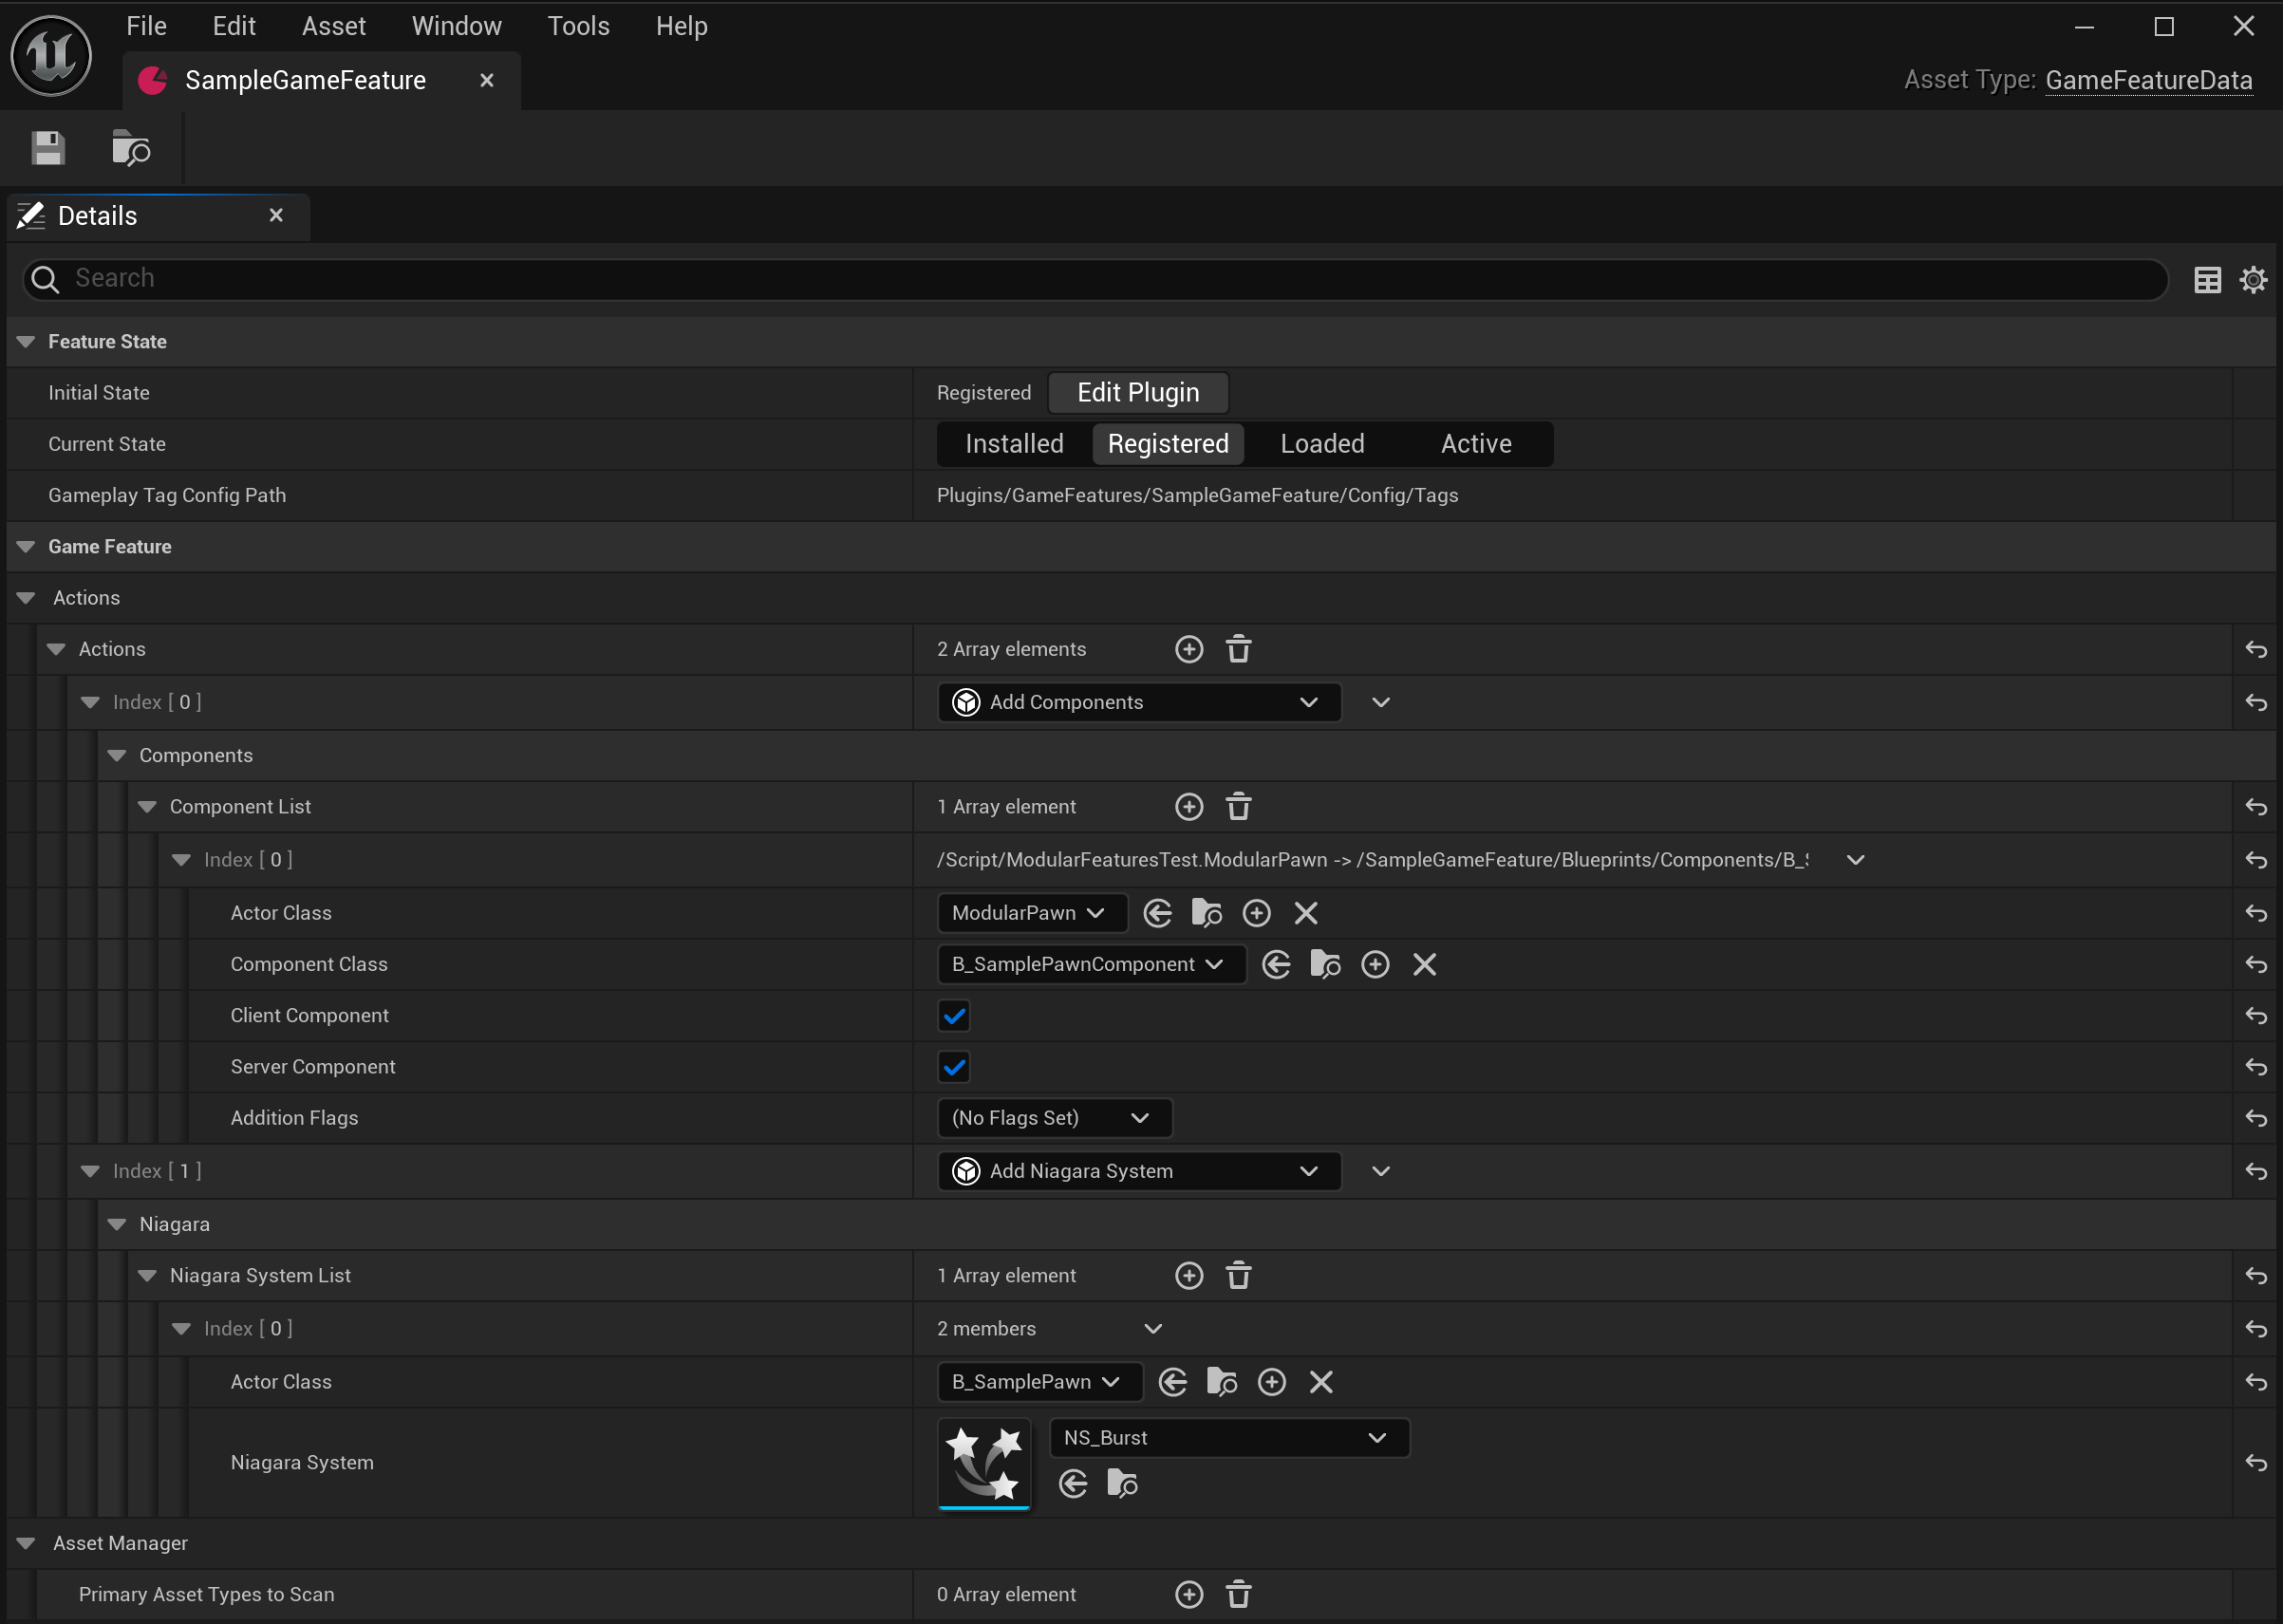 File Edit Asset Window Tools Help
SampleGameFeature
Asset Type: GameFeatureData
Details
Search
Feature State
Initial State Registered Edit Plugin
Current State Installed Registered Loaded Active
Gameplay Tag Config Path Plugins/GameFeatures/SampleGameFeature/Config/Tags
Game Feature
Actions
Actions 2 Array elements
Index [ 0 ] Add Components
Components
Component List 1 Array element
Index [ 0 ] /Script/ModularFeaturesTest.ModularPawn -> /SampleGameFeature/Blueprints/Components/B_
Actor Class ModularPawn
Component Class B_SamplePawnComponent
Client Component
Server Component
Addition Flags (No Flags Set)
Index [ 1 ] Add Niagara System
Niagara
Niagara System List 1 Array element
Index [ 0 ] 2 members
Actor Class B_SamplePawn
Niagara System NS_Burst
Asset Manager
Primary Asset Types to Scan 0 Array element